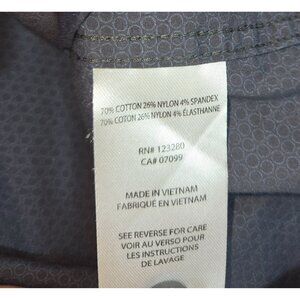 70% COTTON 26% NYLON 4% SPANDEX
70% COTON 26% NYLON 4% ÉLASTHANNE
RN# 123280
CA# 07099
MADE IN VIETNAM
FABRIQUÉ EN VIETNAM
SEE REVERSE FOR CARE
VOIR AU VERSO POUR
LES INSTRUCTIONS
DE LAVAGE